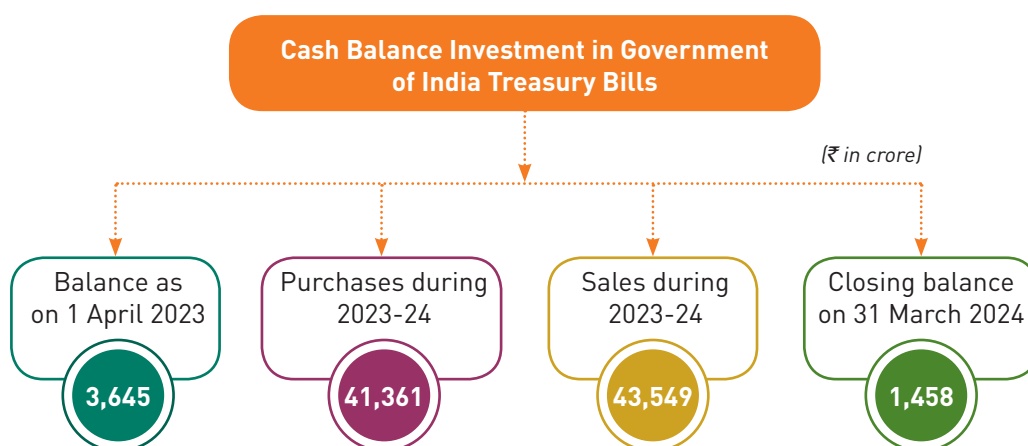 Cash Balance Investment in Government
of India Treasury Bills
(₹ in crore)
Balance as
on 1 April 2023
3,645
Purchases during
2023-24
41,361
Sales during
2023-24
43,549
Closing balance
on 31 March 2024
1,458